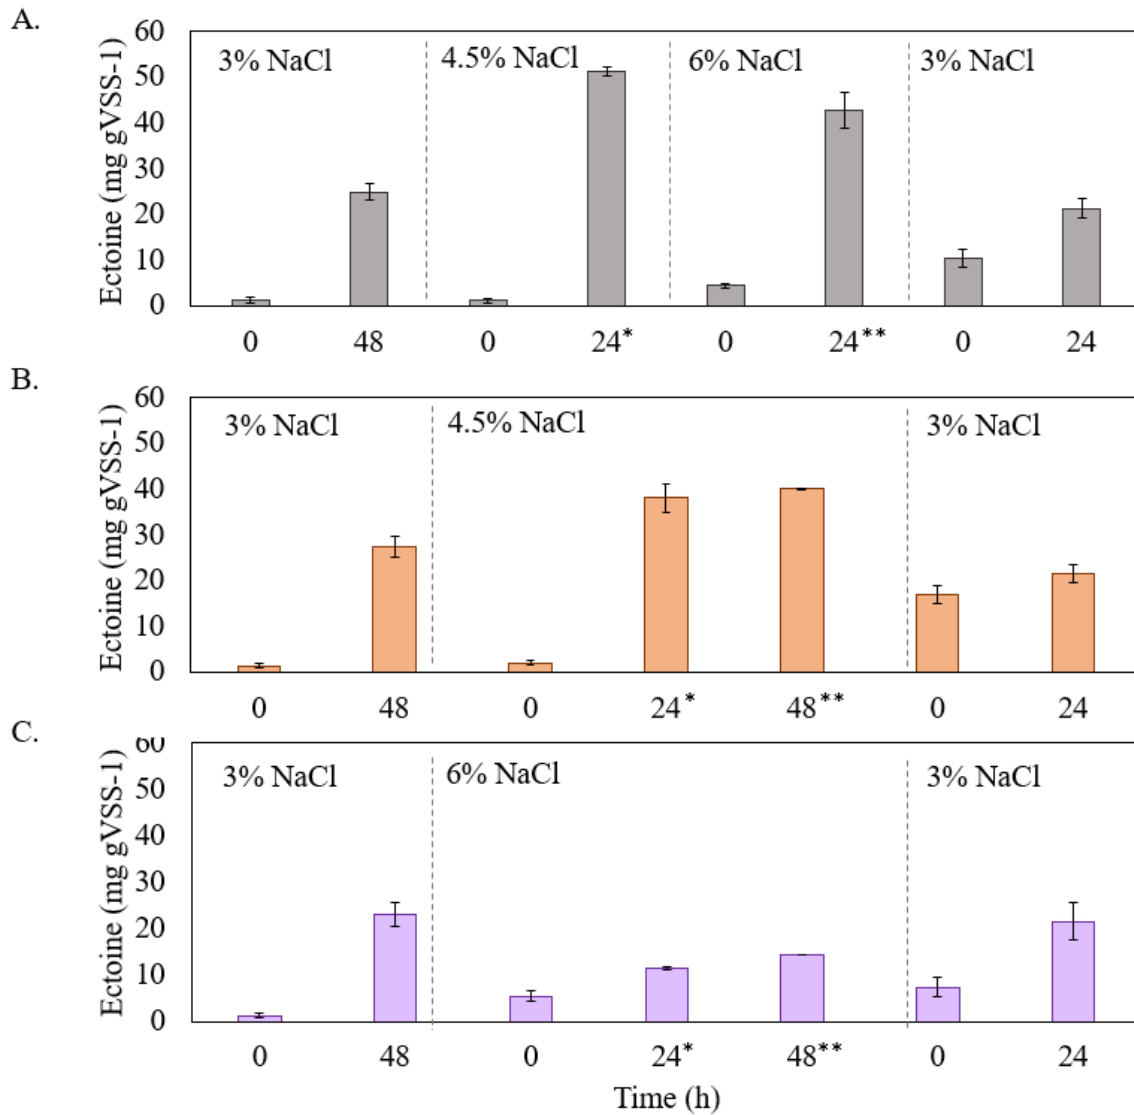 A.
Ectoine (mg gVSS-1)
60
50
40
30
20
10
0
3% NaCl
4.5% NaCl
6% NaCl
3% NaCl
0 48 0 24* 0 24** 0 24
B.
Ectoine (mg gVSS-1)
60
50
40
30
20
10
0
3% NaCl
4.5% NaCl
3% NaCl
0 48 0 24* 48** 0 24
C.
Ectoine (mg gVSS-1)
60
50
40
30
20
10
0
3% NaCl
6% NaCl
3% NaCl
0 48 0 24* 48** 0 24
Time (h)